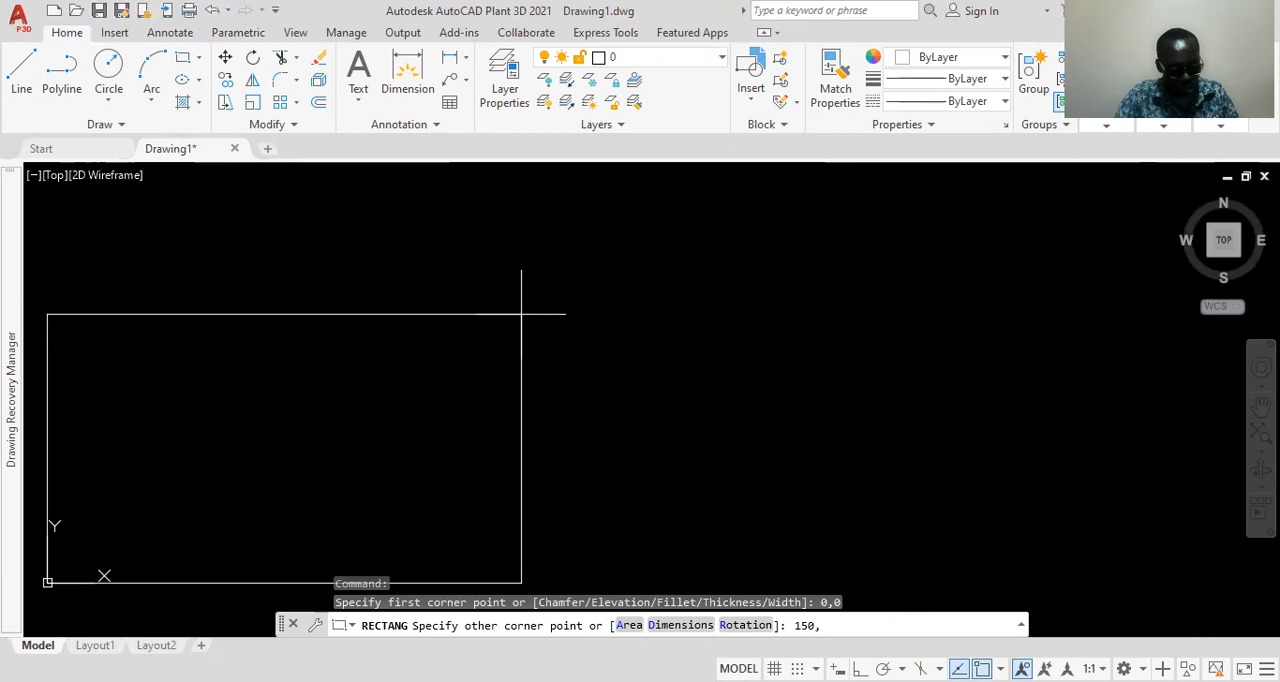 Autodesk AutoCAD Plant 3D 2021 Drawing1.dwg
Type a keyword or phrase
Sign In
P3D
Home Insert Annotate Parametric View Manage Output Add-ins Collaborate Express Tools Featured Apps
Line Polyline Circle Arc
Text Dimension
Layer
Properties
0
Insert
Match
Properties
ByLayer
ByLayer
ByLayer
Group
Draw Modify Annotation Layers Block Properties Groups
Start Drawing1*
[−][Top][2D Wireframe]
N
W TOP E
S
WCS
Drawing Recovery Manager
Y
X
Command:
Specify first corner point or [Chamfer/Elevation/Fillet/Thickness/Width]: 0,0
RECTANG Specify other corner point or [Area Dimensions Rotation]: 150,
Model Layout1 Layout2 +
MODEL 1:1